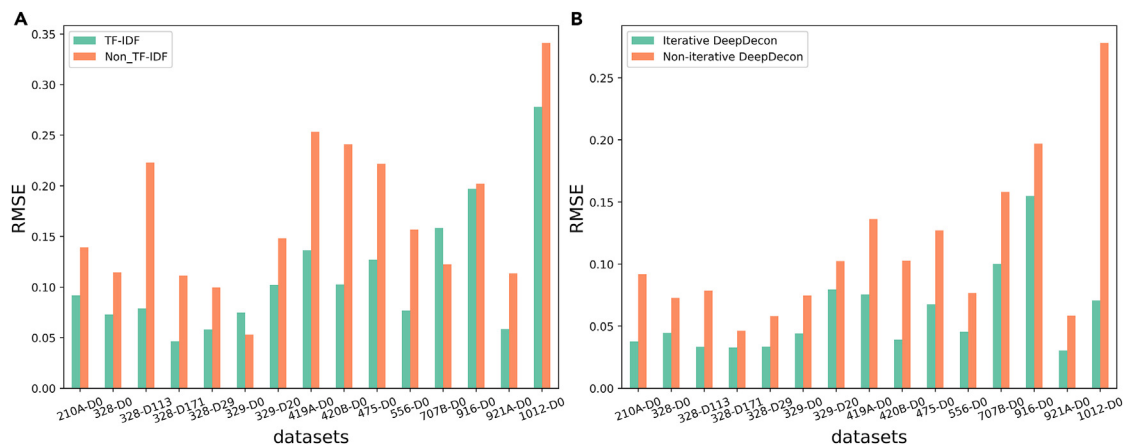 A
TF-IDF
Non_TF-IDF
0.35
0.30
0.25
0.20
0.15
0.10
0.05
0.00
RMSE
210A-D0
328-D0
328-D113
328-D171
328-D29
329-D0
329-D20
419A-D0
420B-D0
475-D0
556-D0
707B-D0
916-D0
921A-D0
1012-D0
datasets
B
Iterative DeepDecon
Non-iterative DeepDecon
0.25
0.20
0.15
0.10
0.05
0.00
RMSE
210A-D0
328-D0
328-D113
328-D171
328-D29
329-D0
329-D20
419A-D0
420B-D0
475-D0
556-D0
707B-D0
916-D0
921A-D0
1012-D0
datasets